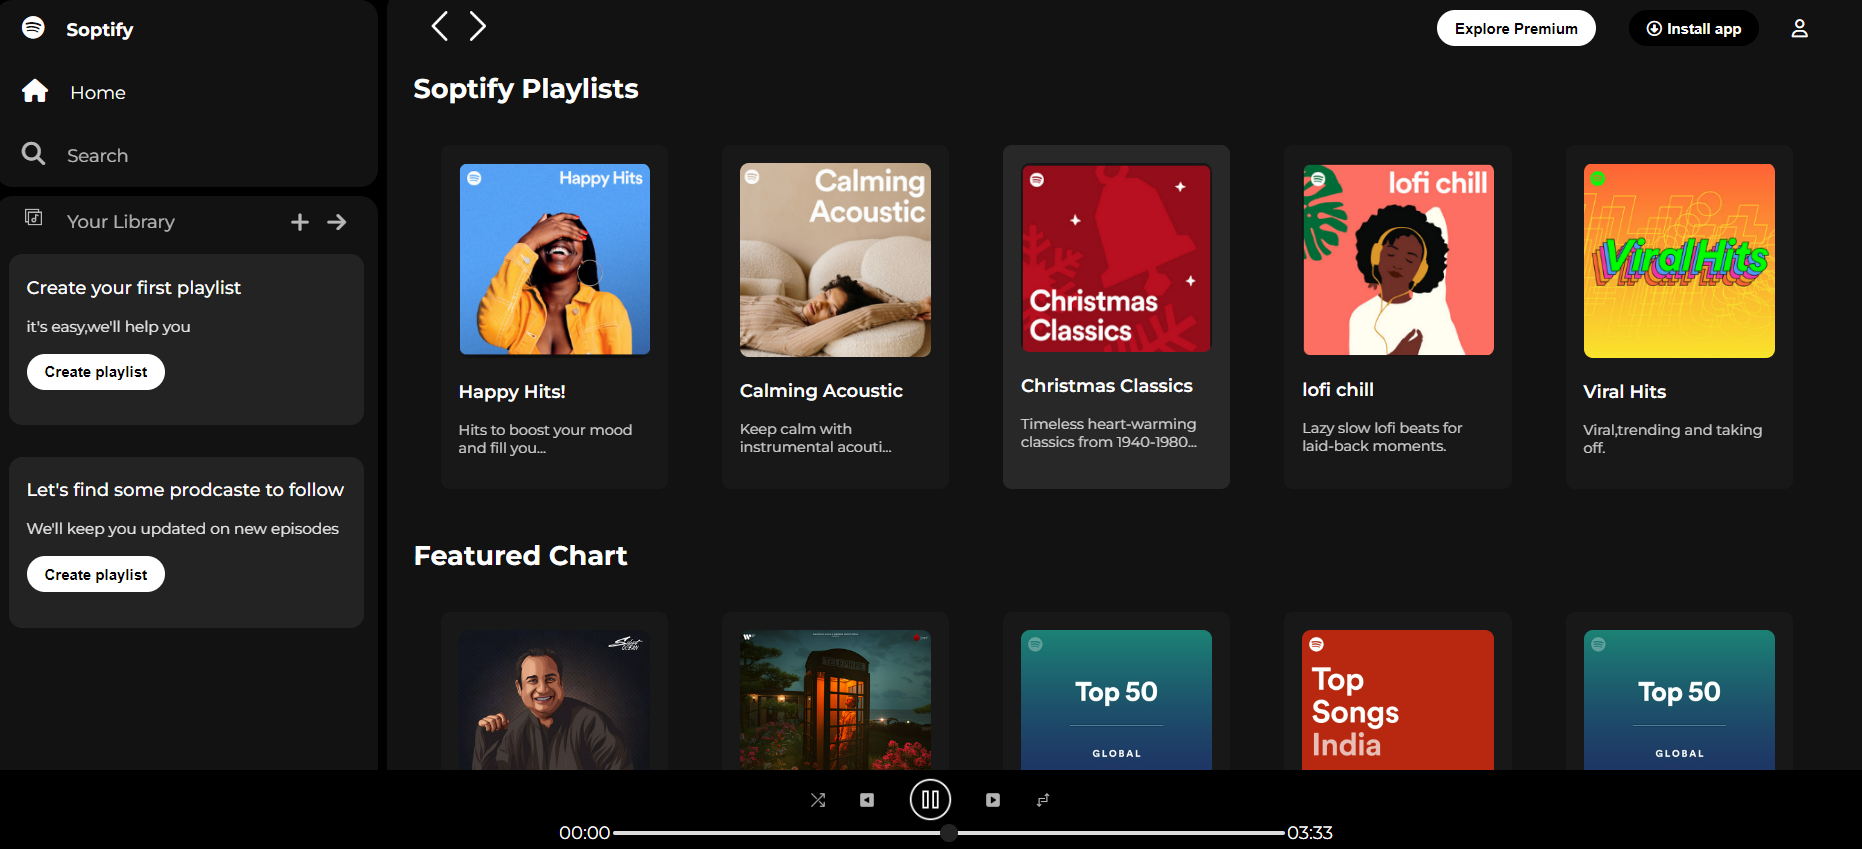 Soptify
Home
Search
Your Library
Create your first playlist
it's easy,we'll help you
Create playlist
Let's find some prodcaste to follow
We'll keep you updated on new episodes
Create playlist
Explore Premium
Install app
Soptify Playlists
Happy Hits
Happy Hits!
Hits to boost your mood
and fill you...
Calming
Acoustic
Calming Acoustic
Keep calm with
instrumental acouti...
Christmas
Classics
Christmas Classics
Timeless heart-warming
classics from 1940-1980...
lofi chill
lofi chill
Lazy slow lofi beats for
laid-back moments.
ViralHits
Viral Hits
Viral,trending and taking
off.
Featured Chart
Top 50
GLOBAL
Top
Songs
India
Top 50
GLOBAL
00:00
03:33